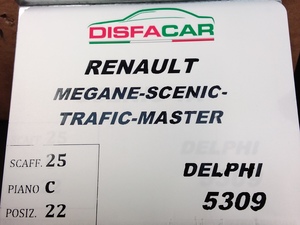 DISFACAR
RENAULT
MEGANE-SCENIC-
TRAFIC-MASTER
SCAFF. 25
PIANO C
POSIZ. 22
DELPHI
5309